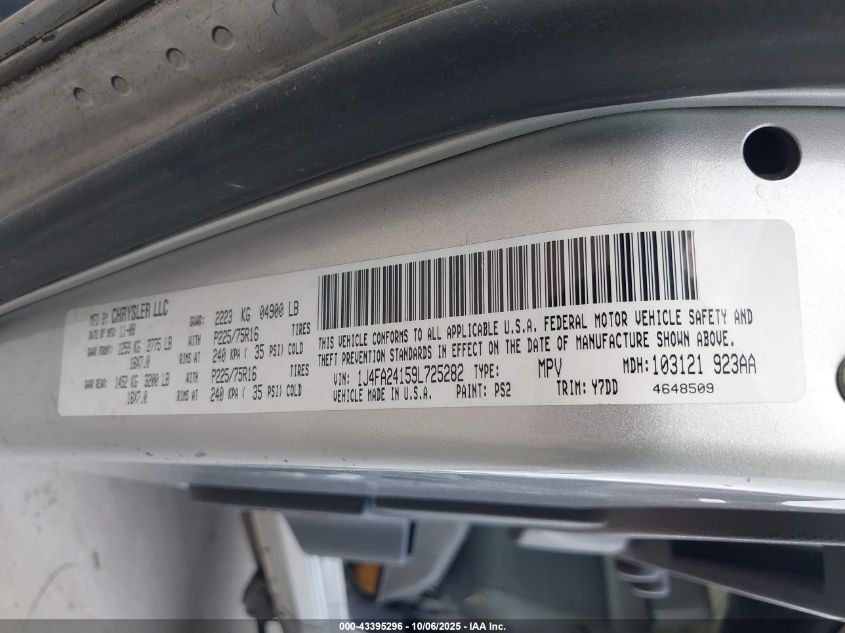 MFD BY CHRYSLER LLC
DATE OF MFR: 11-08
GVWR: 2223 KG 04900 LB
GAWR FRONT: 1259 KG 2775 LB
WITH P225/75R16 TIRES
16X7.0
RIMS AT 240 KPA ( 35 PSI) COLD
GAWR REAR: 1452 KG 3200 LB
WITH P225/75R16 TIRES
16X7.0
RIMS AT 240 KPA ( 35 PSI) COLD
THIS VEHICLE CONFORMS TO ALL APPLICABLE U.S.A. FEDERAL MOTOR VEHICLE SAFETY AND
THEFT PREVENTION STANDARDS IN EFFECT ON THE DATE OF MANUFACTURE SHOWN ABOVE.
VIN: 1J4FA24159L725282 TYPE: MPV MDH: 103121 923AA
VEHICLE MADE IN U.S.A. PAINT: PS2 TRIM: Y7DD 4648509
000-43395296 - 10/06/2025 - IAA Inc.